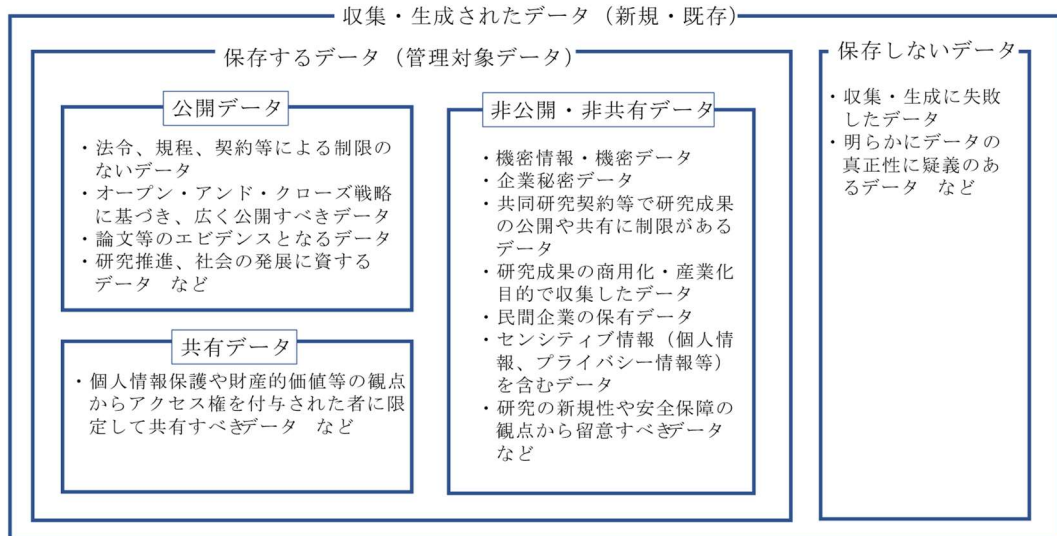 収集・生成されたデータ（新規・既存）
保存するデータ（管理対象データ）
公開データ
・法令、規程、契約等による制限の
ないデータ
・オープン・アンド・クローズ戦略
に基づき、広く公開すべきデータ
・論文等のエビデンスとなるデータ
・研究推進、社会の発展に資する
データ　など
共有データ
・個人情報保護や財産的価値等の観点
からアクセス権を付与された者に限
定して共有すべきデータ　など
非公開・非共有データ
・機密情報・機密データ
・企業秘密データ
・共同研究契約等で研究成果
の公開や共有に制限がある
データ
・研究成果の商用化・産業化
目的で収集したデータ
・民間企業の保有データ
・センシティブ情報（個人情
報、プライバシー情報等）
を含むデータ
・研究の新規性や安全保障の
観点から留意すべきデータ
など
保存しないデータ
・収集・生成に失敗
したデータ
・明らかにデータの
真正性に疑義のあ
るデータ　など